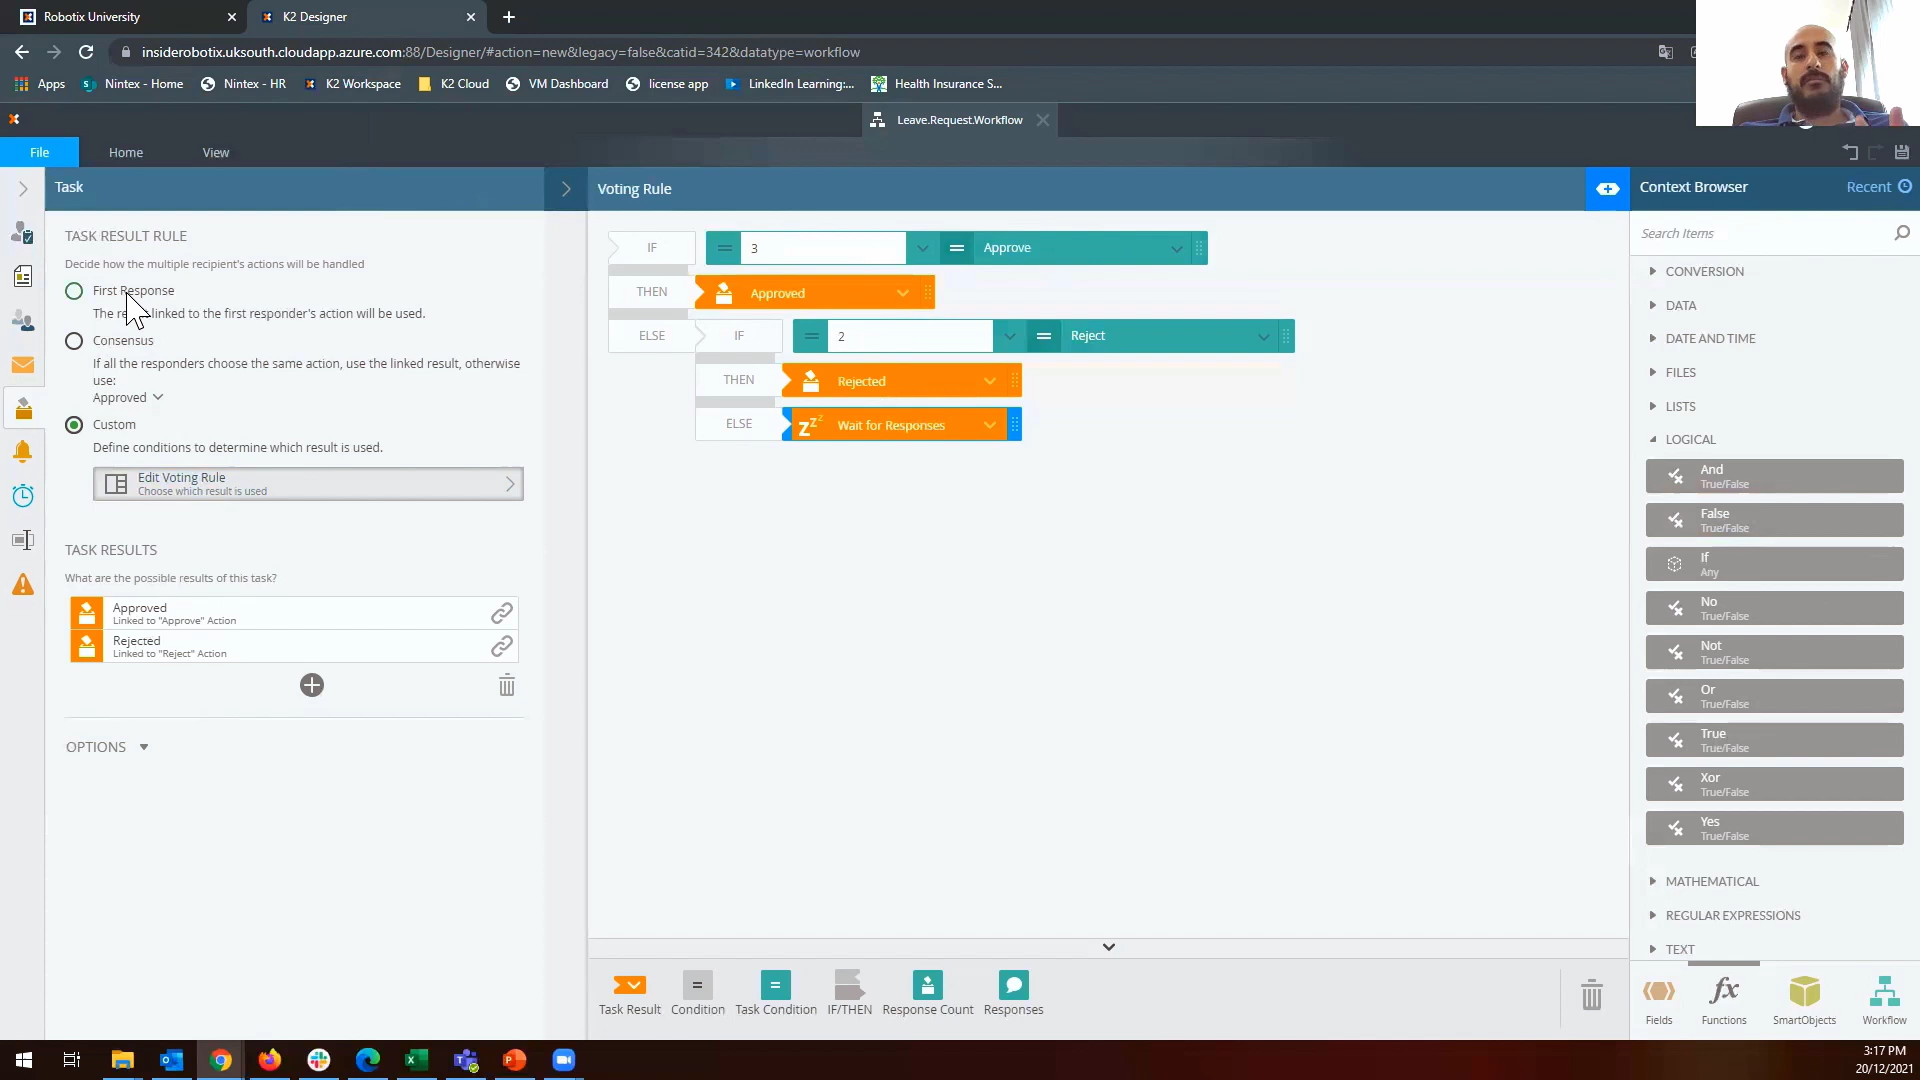 Robotix University
K2 Designer
insiderobotix.uksouth.cloudapp.azure.com:88/Designer/#action=new&legacy=false&catid=342&datatype=workflow
Apps
Nintex - Home
Nintex - HR
K2 Workspace
K2 Cloud
VM Dashboard
license app
LinkedIn Learning:...
Health Insurance S...
Leave.Request.Workflow
File
Home
View
Task
TASK RESULT RULE
Decide how the multiple recipient's actions will be handled
First Response
linked to the first responder's action will be used.
Consensus
If all the responders choose the same action, use the linked result, otherwise
use:
Approved
Custom
Define conditions to determine which result is used.
Edit Voting Rule
Choose which result is used
TASK RESULTS
What are the possible results of this task?
Approved
Linked to "Approve" Action
Rejected
Linked to "Reject" Action
OPTIONS
Voting Rule
IF
3
=
Approve
THEN
Approved
ELSE
IF
2
=
Reject
THEN
Rejected
ELSE
zzz
Wait for Responses
Task Result
Condition
Task Condition
IF/THEN
Response Count
Responses
Context Browser
Recent
Search Items
CONVERSION
DATA
DATE AND TIME
FILES
LISTS
LOGICAL
And
True/False
False
True/False
If
Any
No
True/False
Not
True/False
Or
True/False
True
True/False
Xor
True/False
Yes
True/False
MATHEMATICAL
REGULAR EXPRESSIONS
TEXT
Fields
fx
Functions
SmartObjects
Workflow
3:17 PM
20/12/2021